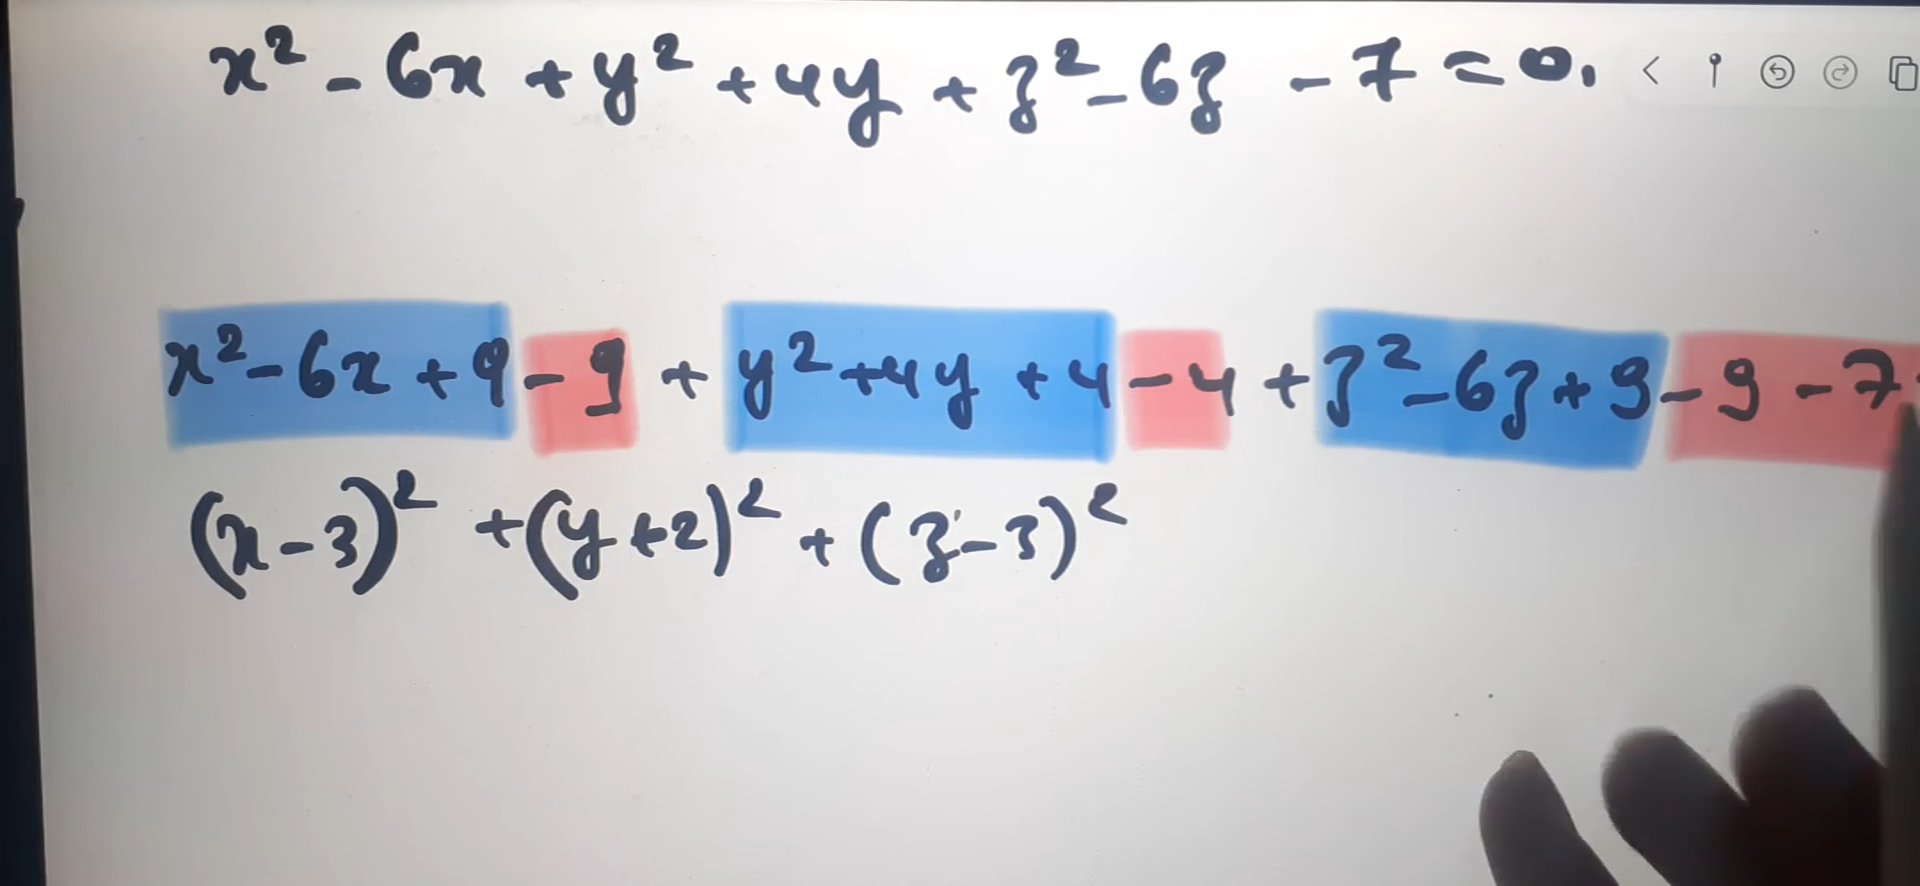 x² - 6x + y² + 4y + z² - 6z - 7 = 0.
x² - 6x + 9 - 9 + y² + 4y + 4 - 4 + z² - 6z + 9 - 9 - 7
(x - 3)² + (y + 2)² + (z - 3)²